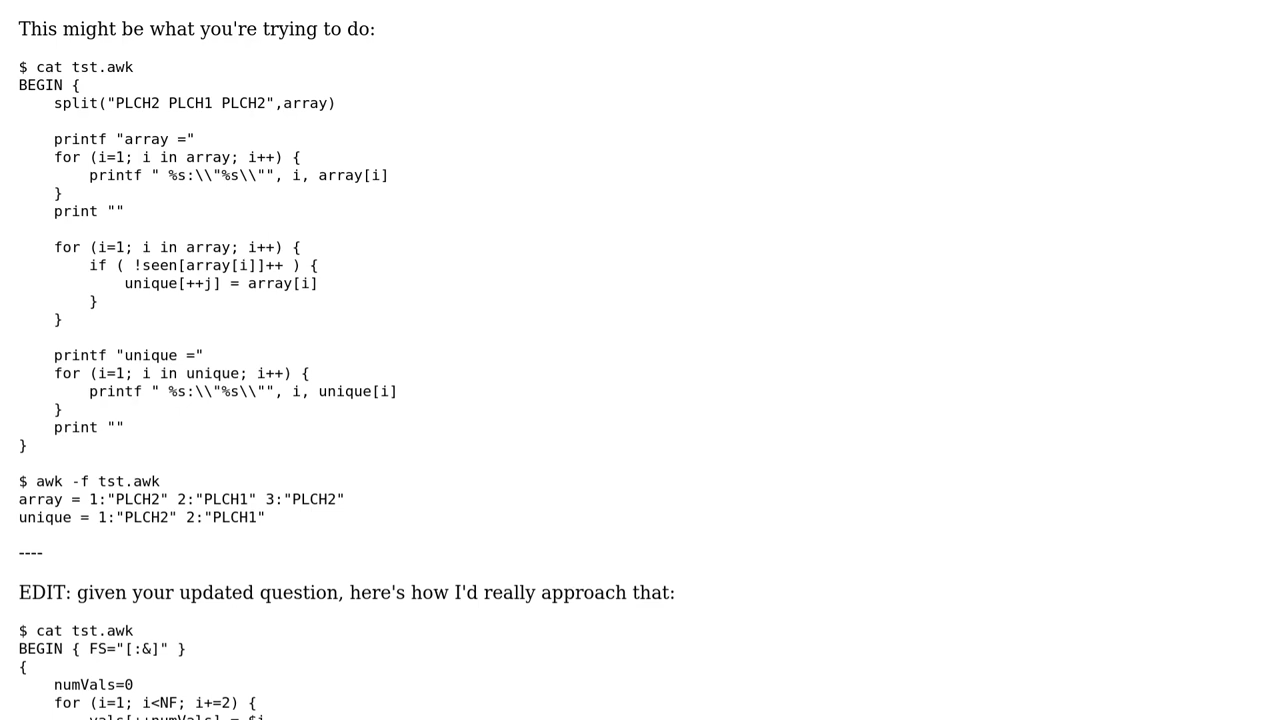 This might be what you're trying to do:
$ cat tst.awk
BEGIN {
    split("PLCH2 PLCH1 PLCH2",array)

    printf "array ="
    for (i=1; i in array; i++) {
        printf " %s:\\"%s\\"", i, array[i]
    }
    print ""

    for (i=1; i in array; i++) {
        if ( !seen[array[i]]++ ) {
            unique[++j] = array[i]
        }
    }

    printf "unique ="
    for (i=1; i in unique; i++) {
        printf " %s:\\"%s\\"", i, unique[i]
    }
    print ""
}

$ awk -f tst.awk
array = 1:"PLCH2" 2:"PLCH1" 3:"PLCH2"
unique = 1:"PLCH2" 2:"PLCH1"

----
EDIT: given your updated question, here's how I'd really approach that:
$ cat tst.awk
BEGIN { FS="[:&]" }
{
    numVals=0
    for (i=1; i<NF; i+=2) {
        vals[++numVals] = $i